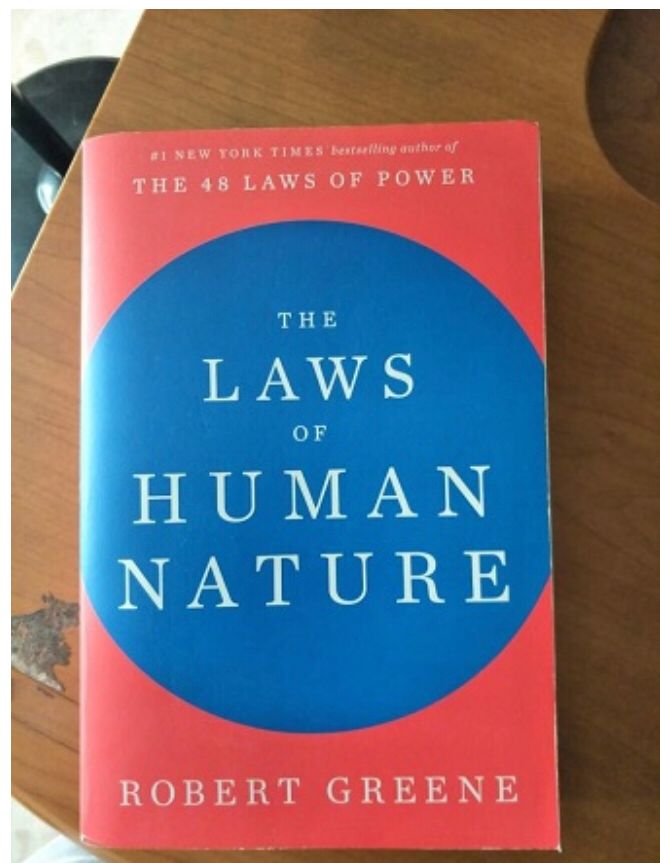 #1 NEW YORK TIMES bestselling author of
THE 48 LAWS OF POWER
THE
LAWS
OF
HUMAN
NATURE
ROBERT GREENE